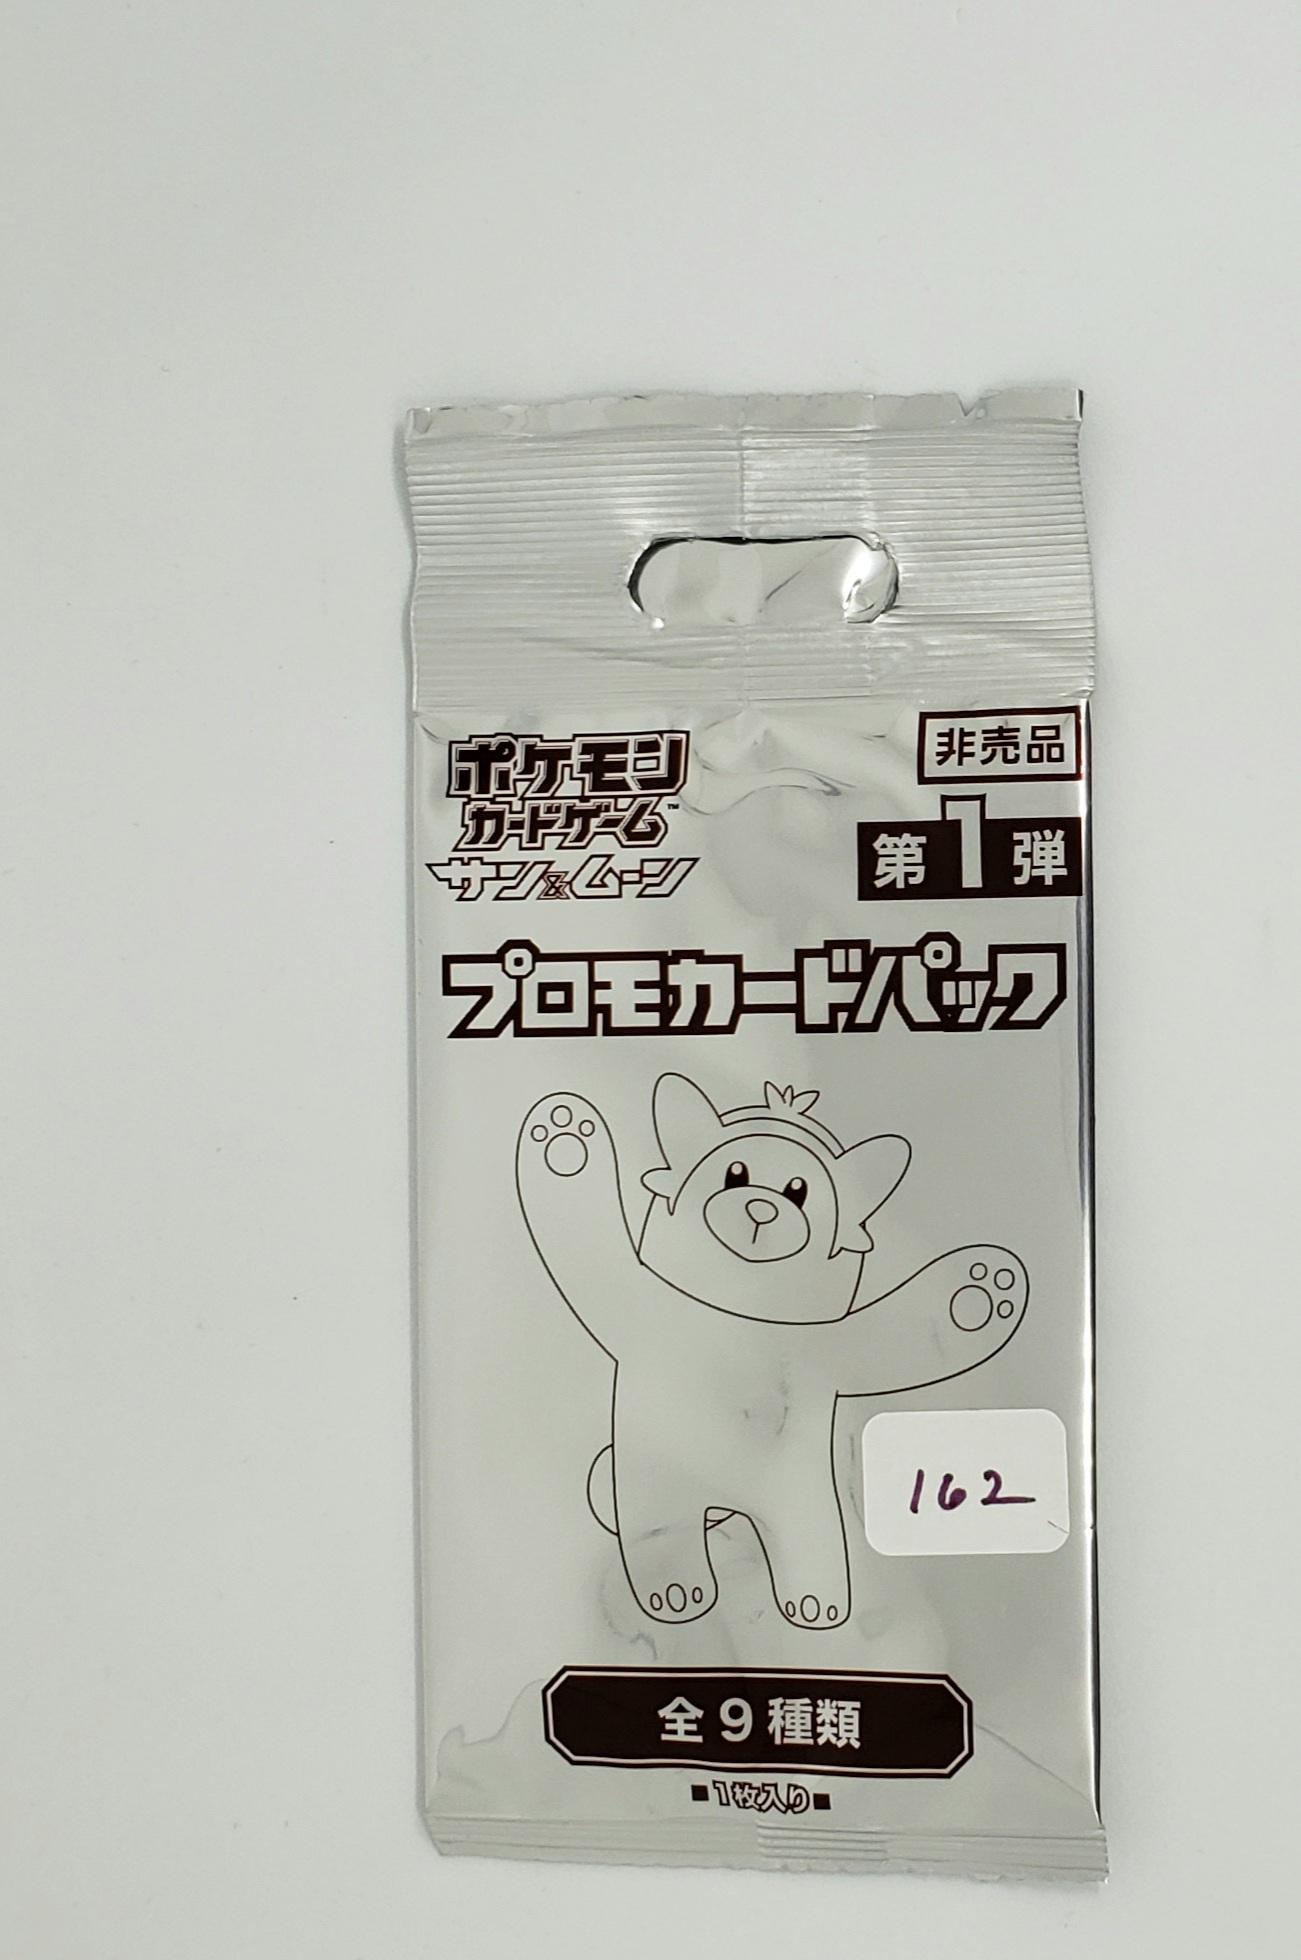 非売品
ポケモン
カードゲーム™
サン&ムーン
第1弾
プロモカードパック
162
全9種類
■1枚入り■